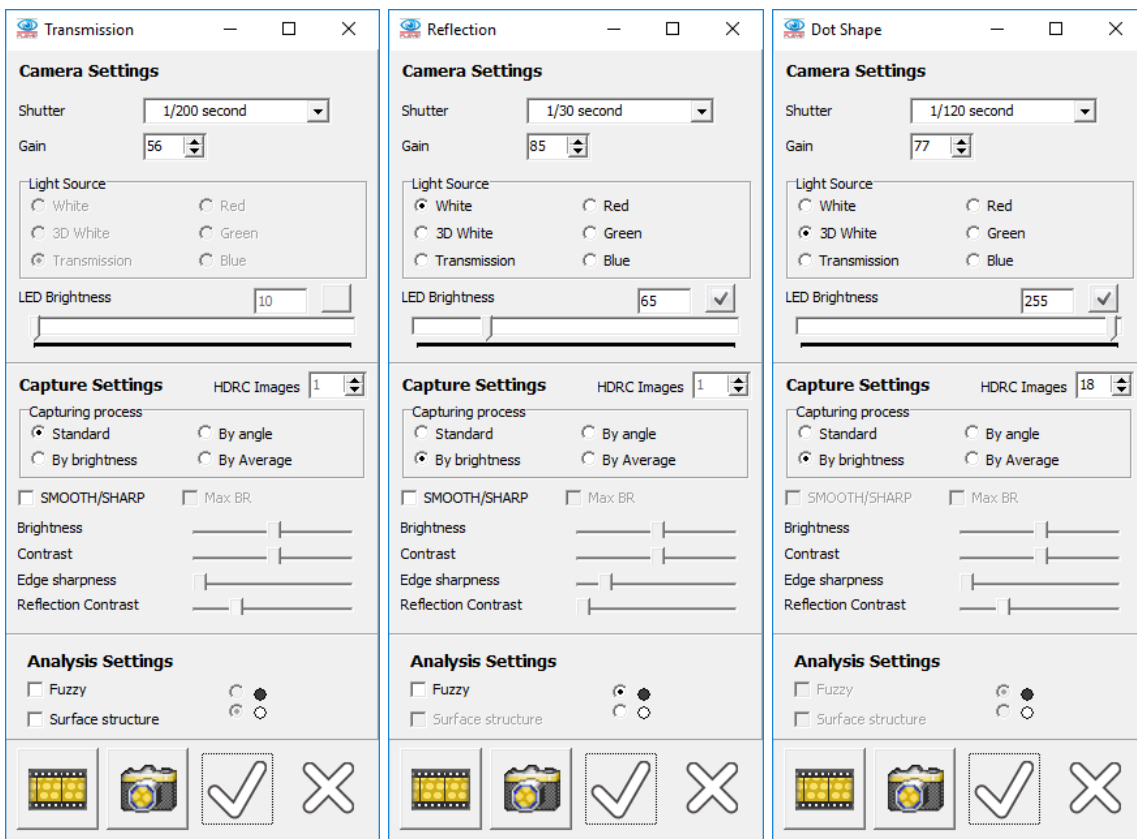 Transmission
Camera Settings
Shutter 1/200 second
Gain 56
Light Source
White Red
3D White Green
Transmission Blue
LED Brightness 10
Capture Settings HDRC Images 1
Capturing process
Standard By angle
By brightness By Average
SMOOTH/SHARP Max BR
Brightness
Contrast
Edge sharpness
Reflection Contrast
Analysis Settings
Fuzzy
Surface structure
Reflection
Camera Settings
Shutter 1/30 second
Gain 85
Light Source
White Red
3D White Green
Transmission Blue
LED Brightness 65
Capture Settings HDRC Images 1
Capturing process
Standard By angle
By brightness By Average
SMOOTH/SHARP Max BR
Brightness
Contrast
Edge sharpness
Reflection Contrast
Analysis Settings
Fuzzy
Surface structure
Dot Shape
Camera Settings
Shutter 1/120 second
Gain 77
Light Source
White Red
3D White Green
Transmission Blue
LED Brightness 255
Capture Settings HDRC Images 18
Capturing process
Standard By angle
By brightness By Average
SMOOTH/SHARP Max BR
Brightness
Contrast
Edge sharpness
Reflection Contrast
Analysis Settings
Fuzzy
Surface structure